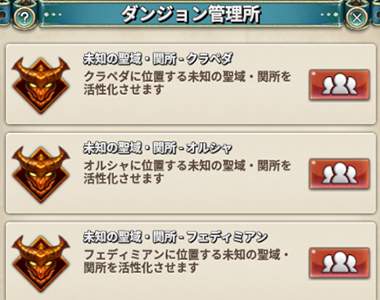 ダンジョン管理所
未知の聖域・関所 - クラペダ
クラペダに位置する未知の聖域・関所を
活性化させます
未知の聖域・関所 - オルシャ
オルシャに位置する未知の聖域・関所を
活性化させます
未知の聖域・関所 - フェディミアン
フェディミアンに位置する未知の聖域・
関所を活性化させます